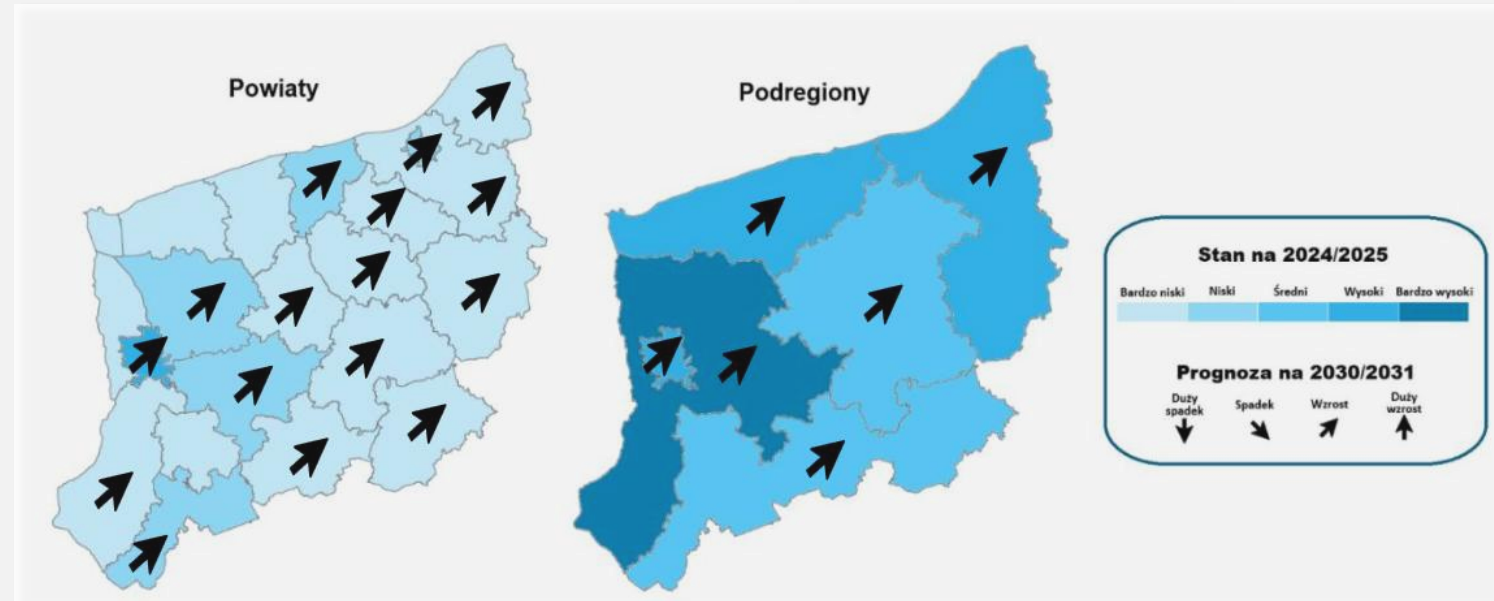 Powiaty
Podregiony
Stan na 2024/2025
Bardzo niski Niski Średni Wysoki Bardzo wysoki
Prognoza na 2030/2031
Duży spadek Spadek Wzrost Duży wzrost